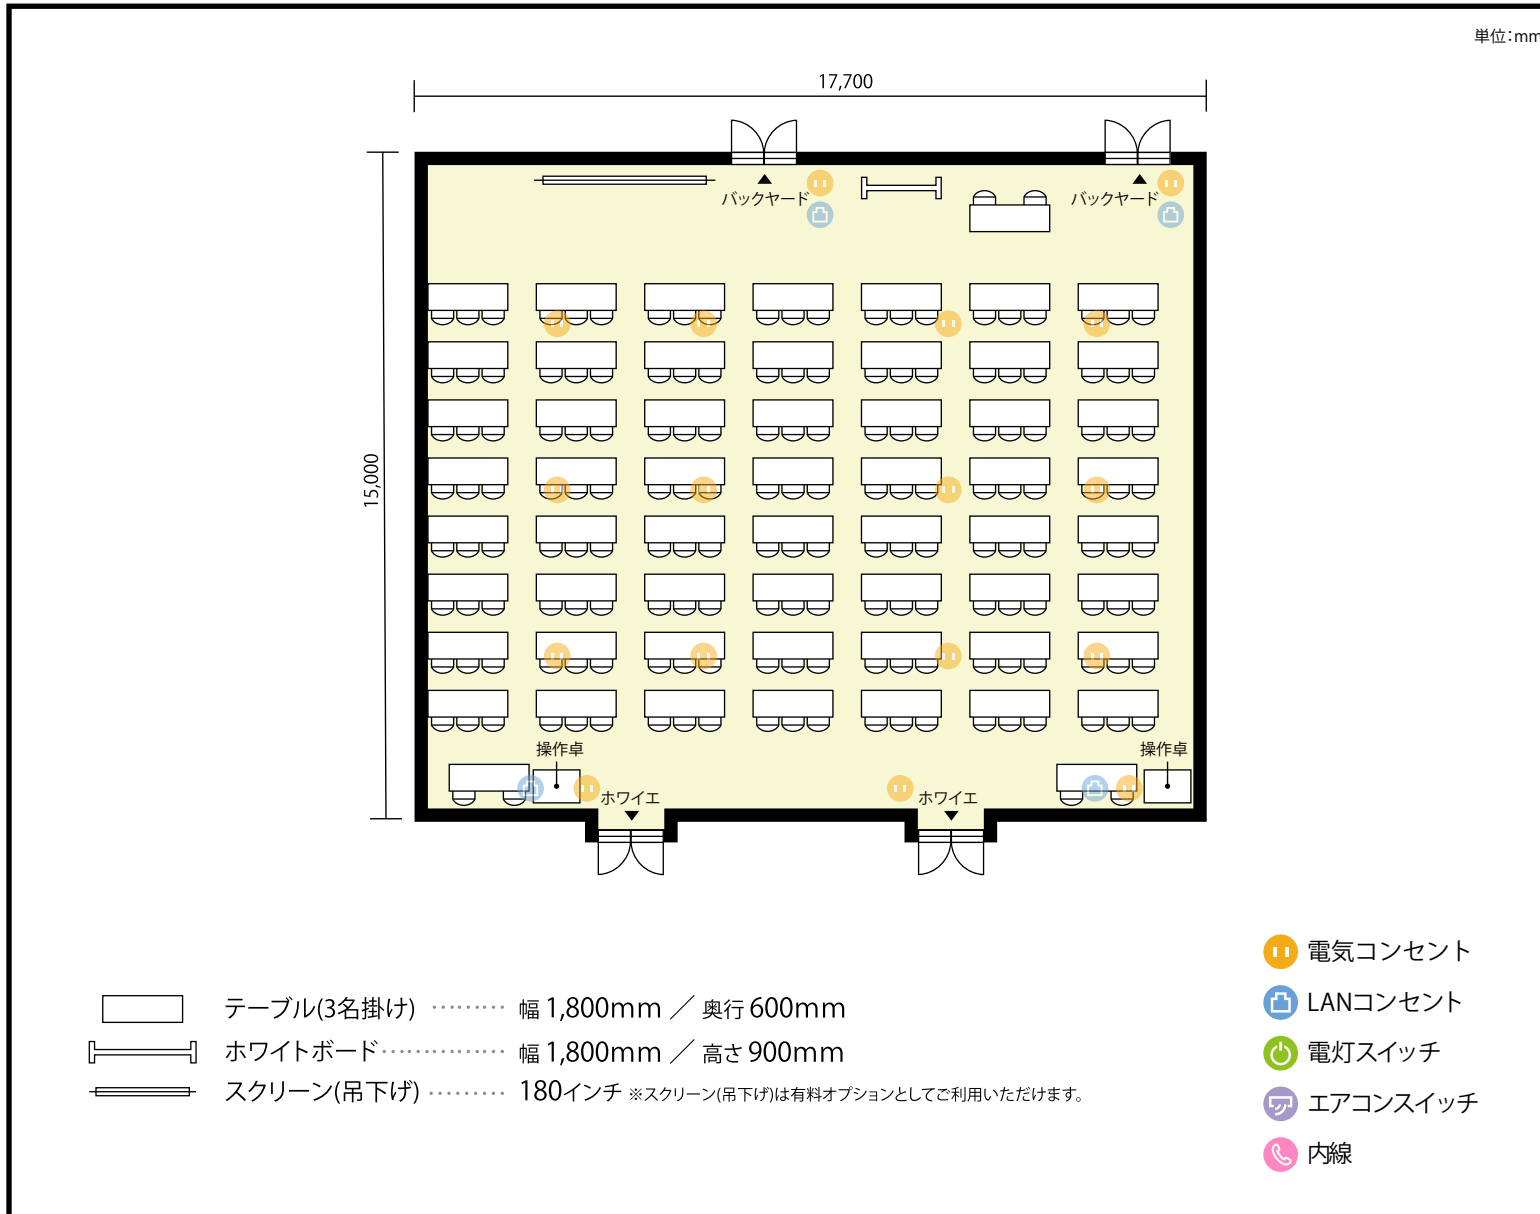 単位：mm
17,700
バックヤード
バックヤード
15,000
操作卓
操作卓
ホワイエ
ホワイエ
テーブル(3名掛け) ········· 幅 1,800mm ／ 奥行 600mm
ホワイトボード ··············· 幅 1,800mm ／ 高さ 900mm
スクリーン(吊下げ) ········· 180インチ ※スクリーン(吊下げ)は有料オプションとしてご利用いただけます。
電気コンセント
LANコンセント
電灯スイッチ
エアコンスイッチ
内線